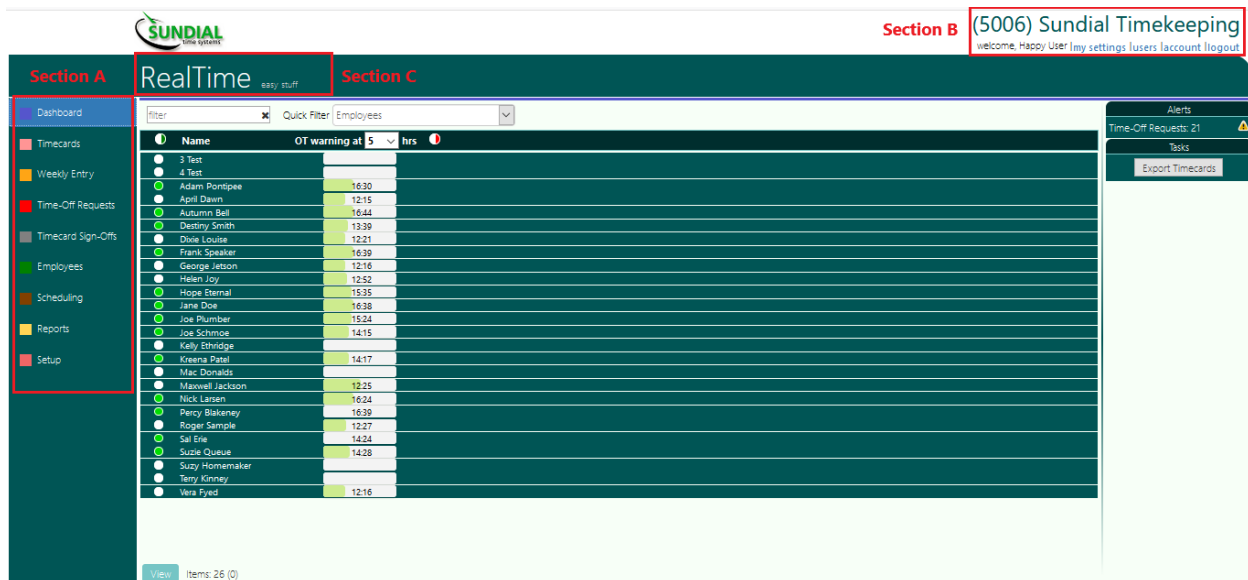 SUNDIAL
time systems
Section B
(5006) Sundial Timekeeping
welcome, Happy User |my settings |users |account |logout
Section A
RealTime easy stuff
Section C
Dashboard
Timecards
Weekly Entry
Time-Off Requests
Timecard Sign-Offs
Employees
Scheduling
Reports
Setup
filter Quick Filter Employees
Name OT warning at 5 hrs
3 Test
4 Test
Adam Pontipee 16:30
April Dawn 12:15
Autumn Bell 16:44
Destiny Smith 13:39
Dixie Louise 12:21
Frank Speaker 16:39
George Jetson 12:16
Helen Joy 12:52
Hope Eternal 15:35
Jane Doe 16:38
Joe Plumber 15:24
Joe Schmoe 14:15
Kelly Ethridge
Kreena Patel 14:17
Mac Donalds
Maxwell Jackson 12:25
Nick Larsen 16:24
Percy Blakeney 16:39
Roger Sample 12:27
Sal Erie 14:24
Suzie Queue 14:28
Suzy Homemaker
Terry Kinney
Vera Fyed 12:16
View Items: 26 (0)
Alerts
Time-Off Requests: 21
Tasks
Export Timecards